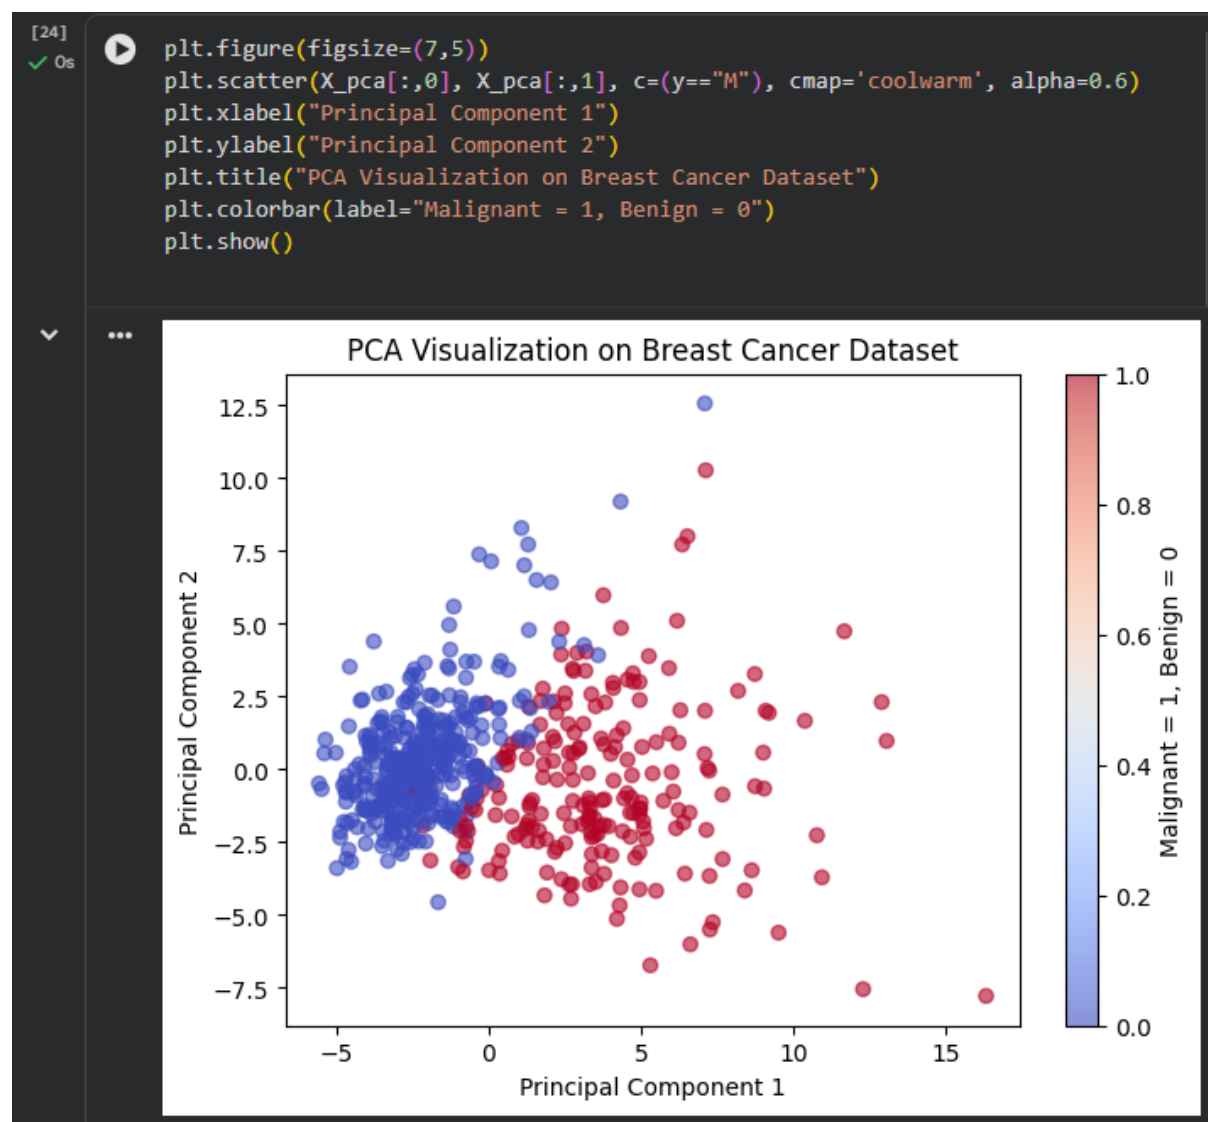 [24]
0s
plt.figure(figsize=(7,5))
plt.scatter(X_pca[:,0], X_pca[:,1], c=(y=="M"), cmap='coolwarm', alpha=0.6)
plt.xlabel("Principal Component 1")
plt.ylabel("Principal Component 2")
plt.title("PCA Visualization on Breast Cancer Dataset")
plt.colorbar(label="Malignant = 1, Benign = 0")
plt.show()
PCA Visualization on Breast Cancer Dataset
Principal Component 2
12.5
10.0
7.5
5.0
2.5
0.0
−2.5
−5.0
−7.5
−5
0
5
10
15
Principal Component 1
1.0
0.8
0.6
0.4
0.2
0.0
Malignant = 1, Benign = 0